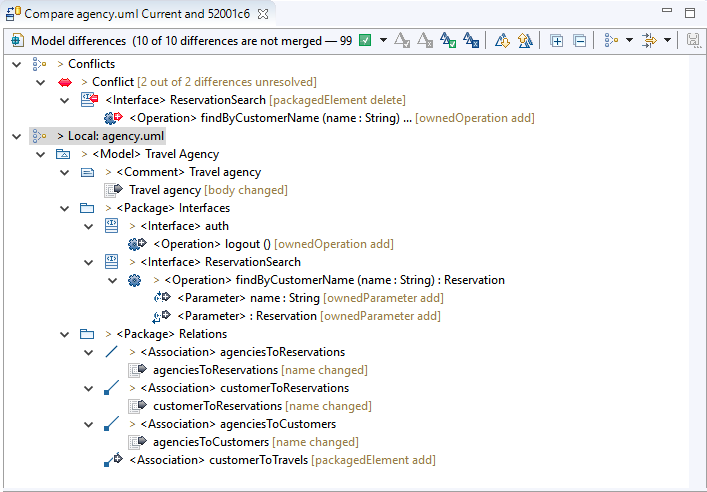 Compare agency.uml Current and 52001c6
Model differences (10 of 10 differences are not merged — 99
> Conflicts
> Conflict [2 out of 2 differences unresolved]
<Interface> ReservationSearch [packagedElement delete]
<Operation> findByCustomerName (name : String) ... [ownedOperation add]
> Local: agency.uml
> <Model> Travel Agency
> <Comment> Travel agency
Travel agency [body changed]
> <Package> Interfaces
> <Interface> auth
<Operation> logout () [ownedOperation add]
> <Interface> ReservationSearch
> <Operation> findByCustomerName (name : String) : Reservation
<Parameter> name : String [ownedParameter add]
<Parameter> : Reservation [ownedParameter add]
> <Package> Relations
> <Association> agenciesToReservations
agenciesToReservations [name changed]
> <Association> customerToReservations
customerToReservations [name changed]
> <Association> agenciesToCustomers
agenciesToCustomers [name changed]
<Association> customerToTravels [packagedElement add]